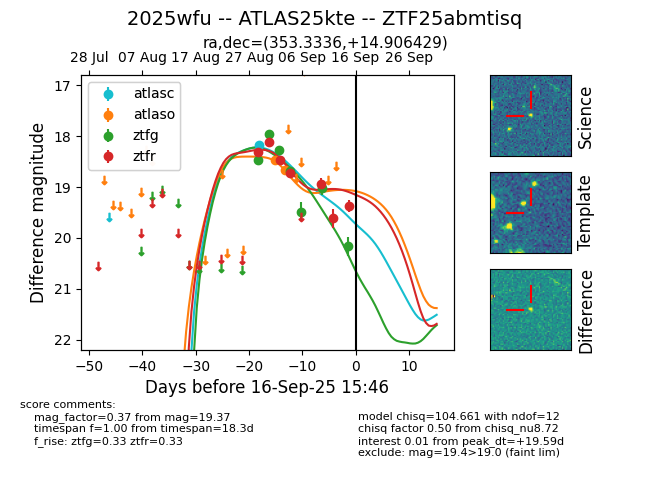 2025wfu -- ATLAS25kte -- ZTF25abmtisq
ra,dec=(353.3336,+14.906429)
28 Jul 07 Aug 17 Aug 27 Aug 06 Sep 16 Sep 26 Sep
17
18
19
20
21
22
Difference magnitude
atlasc
atlaso
ztfg
ztfr
−50 −40 −30 −20 −10 0 10
Days before 16-Sep-25 15:46
Science
Template
Difference
score comments:
mag_factor=0.37 from mag=19.37
timespan f=1.00 from timespan=18.3d
f_rise: ztfg=0.33 ztfr=0.33
model chisq=104.661 with ndof=12
chisq factor 0.50 from chisq_nu8.72
interest 0.01 from peak_dt=+19.59d
exclude: mag=19.4>19.0 (faint lim)